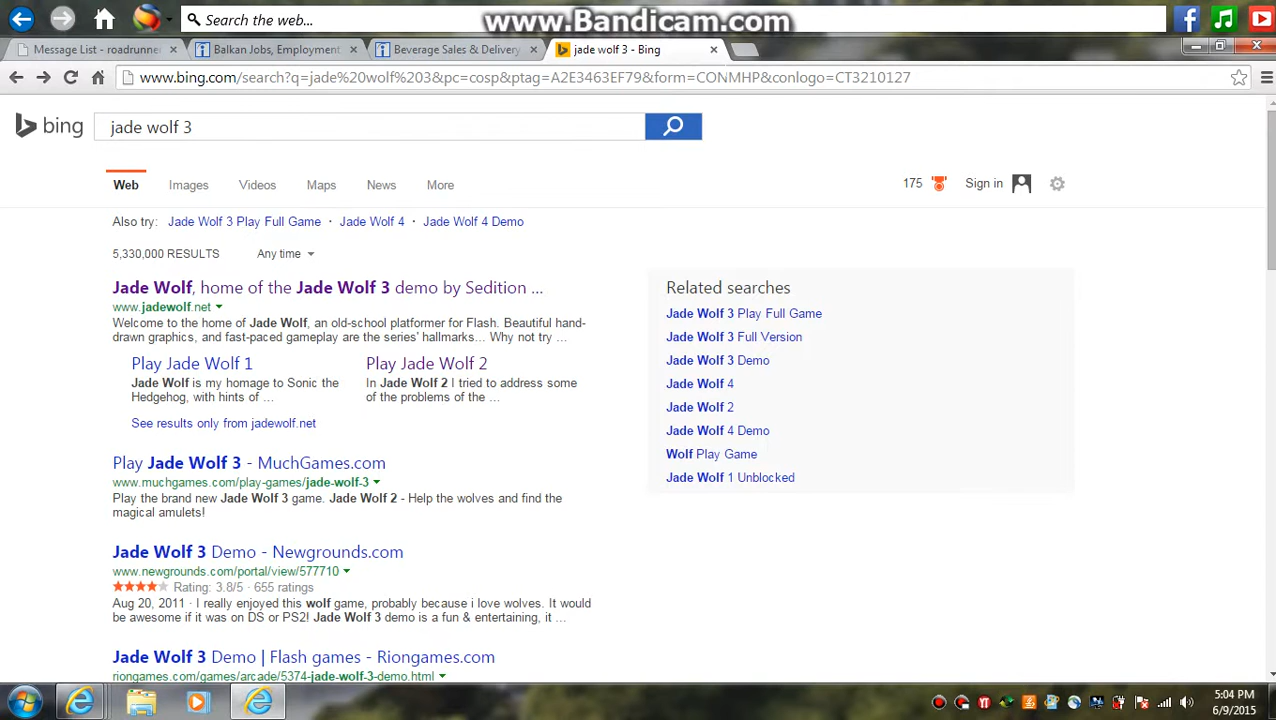 www.Bandicam.com
Search the web...
Message List - roadrunne
Balkan Jobs, Employment
Beverage Sales & Delivery
jade wolf 3 - Bing
www.bing.com/search?q=jade%20wolf%203&pc=cosp&ptag=A2E3463EF79&form=CONMHP&conlogo=CT3210127
bing
jade wolf 3
Web Images Videos Maps News More
175 Sign in
Also try: Jade Wolf 3 Play Full Game · Jade Wolf 4 · Jade Wolf 4 Demo
5,330,000 RESULTS Any time
Jade Wolf, home of the Jade Wolf 3 demo by Sedition ...
www.jadewolf.net
Welcome to the home of Jade Wolf, an old-school platformer for Flash. Beautiful hand-
drawn graphics, and fast-paced gameplay are the series' hallmarks... Why not try ...
Play Jade Wolf 1
Jade Wolf is my homage to Sonic the
Hedgehog, with hints of ...
Play Jade Wolf 2
In Jade Wolf 2 I tried to address some
of the problems of the ...
See results only from jadewolf.net
Play Jade Wolf 3 - MuchGames.com
www.muchgames.com/play-games/jade-wolf-3
Play the brand new Jade Wolf 3 game. Jade Wolf 2 - Help the wolves and find the
magical amulets!
Jade Wolf 3 Demo - Newgrounds.com
www.newgrounds.com/portal/view/577710
Rating: 3.8/5 · 655 ratings
Aug 20, 2011 · I really enjoyed this wolf game, probably because i love wolves. It would
be awesome if it was on DS or PS2! Jade Wolf 3 demo is a fun & entertaining, it ...
Jade Wolf 3 Demo | Flash games - Riongames.com
riongames.com/games/arcade/5374-jade-wolf-3-demo.html
Related searches
Jade Wolf 3 Play Full Game
Jade Wolf 3 Full Version
Jade Wolf 3 Demo
Jade Wolf 4
Jade Wolf 2
Jade Wolf 4 Demo
Wolf Play Game
Jade Wolf 1 Unblocked
5:04 PM
6/9/2015